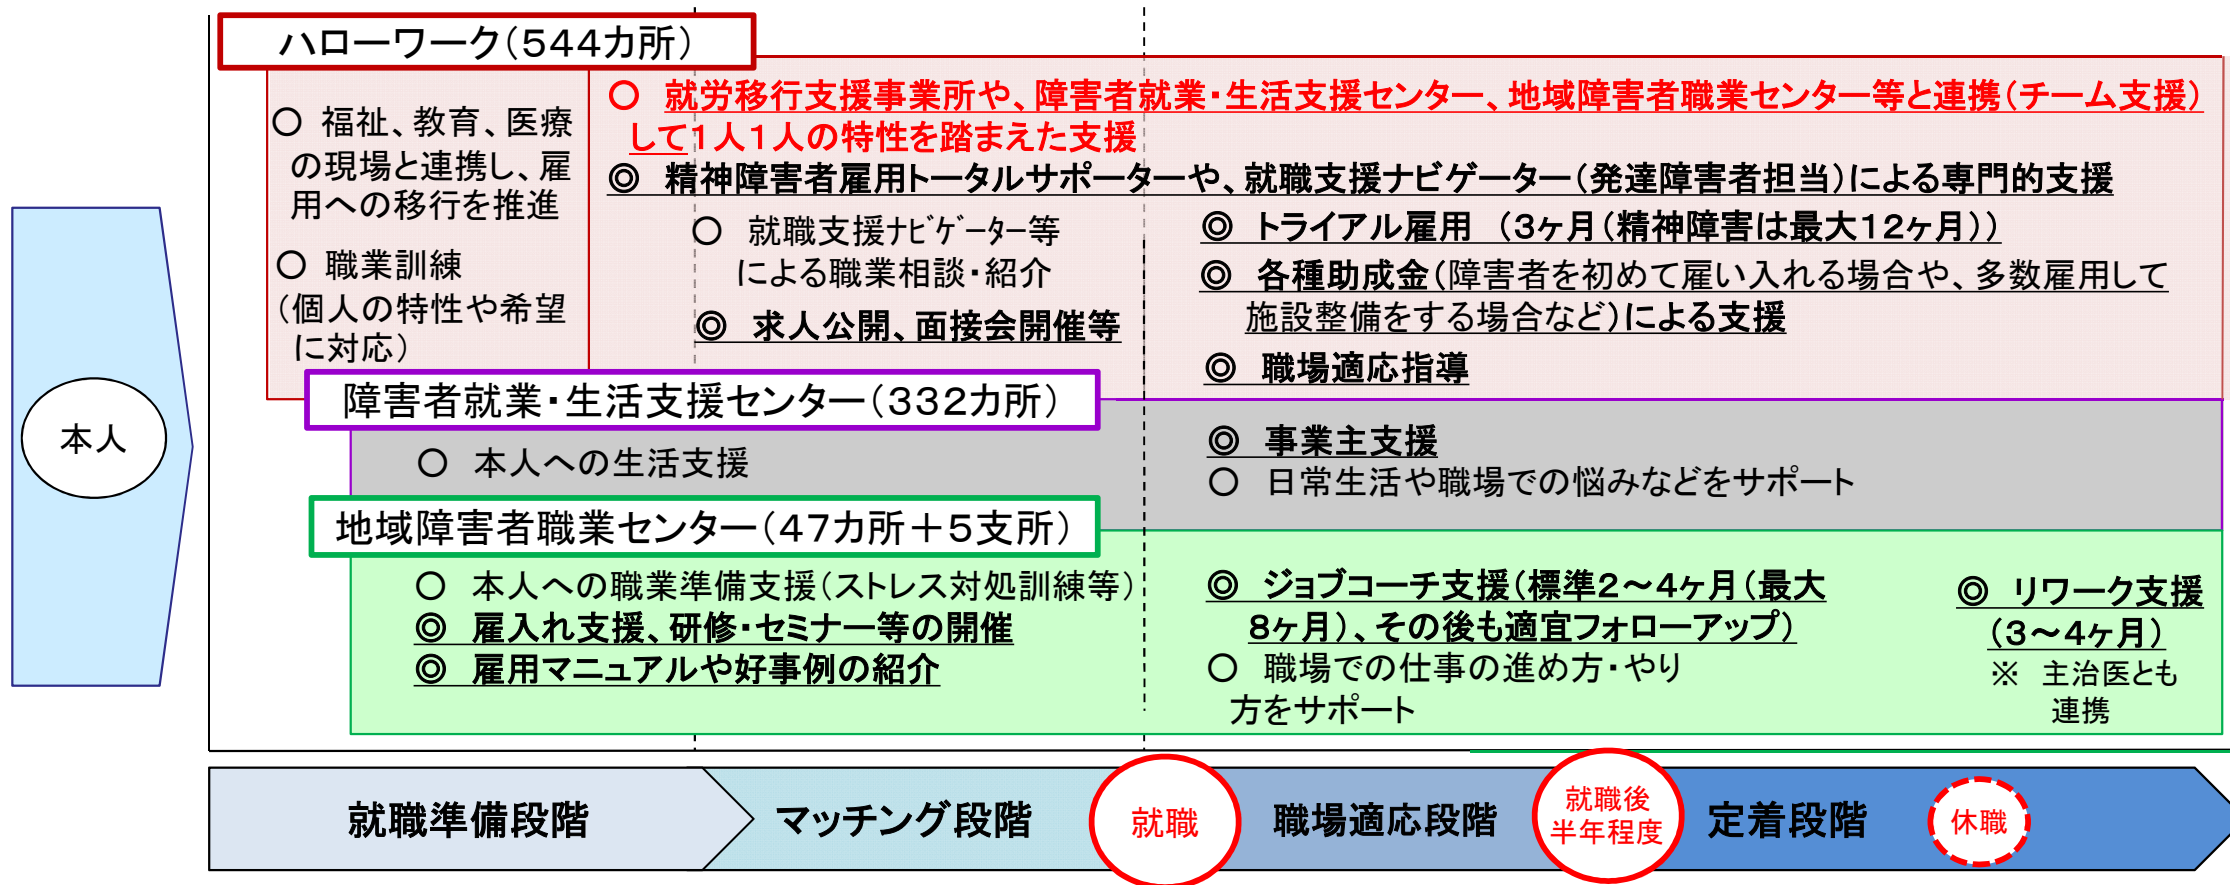 ハローワーク(544カ所)
○ 福祉、教育、医療
の現場と連携し、雇
用への移行を推進
○ 職業訓練
(個人の特性や希望
に対応)
○ 就労移行支援事業所や、障害者就業・生活支援センター、地域障害者職業センター等と連携(チーム支援)
して1人1人の特性を踏まえた支援
◎ 精神障害者雇用トータルサポーターや、就職支援ナビゲーター(発達障害者担当)による専門的支援
○ 就職支援ナビゲーター等
による職業相談・紹介
◎ 求人公開、面接会開催等
◎ トライアル雇用 (3ヶ月(精神障害は最大12ヶ月))
◎ 各種助成金(障害者を初めて雇い入れる場合や、多数雇用して
施設整備をする場合など)による支援
◎ 職場適応指導
障害者就業・生活支援センター(332カ所)
○ 本人への生活支援
◎ 事業主支援
○ 日常生活や職場での悩みなどをサポート
本人
地域障害者職業センター(47カ所+5支所)
○ 本人への職業準備支援(ストレス対処訓練等)
◎ 雇入れ支援、研修・セミナー等の開催
◎ 雇用マニュアルや好事例の紹介
◎ ジョブコーチ支援(標準2~4ヶ月(最大
8ヶ月)、その後も適宜フォローアップ)
○ 職場での仕事の進め方・やり
方をサポート
◎ リワーク支援
(3~4ヶ月)
※ 主治医とも
連携
就職準備段階
マッチング段階
就職
職場適応段階
就職後
半年程度
定着段階
休職